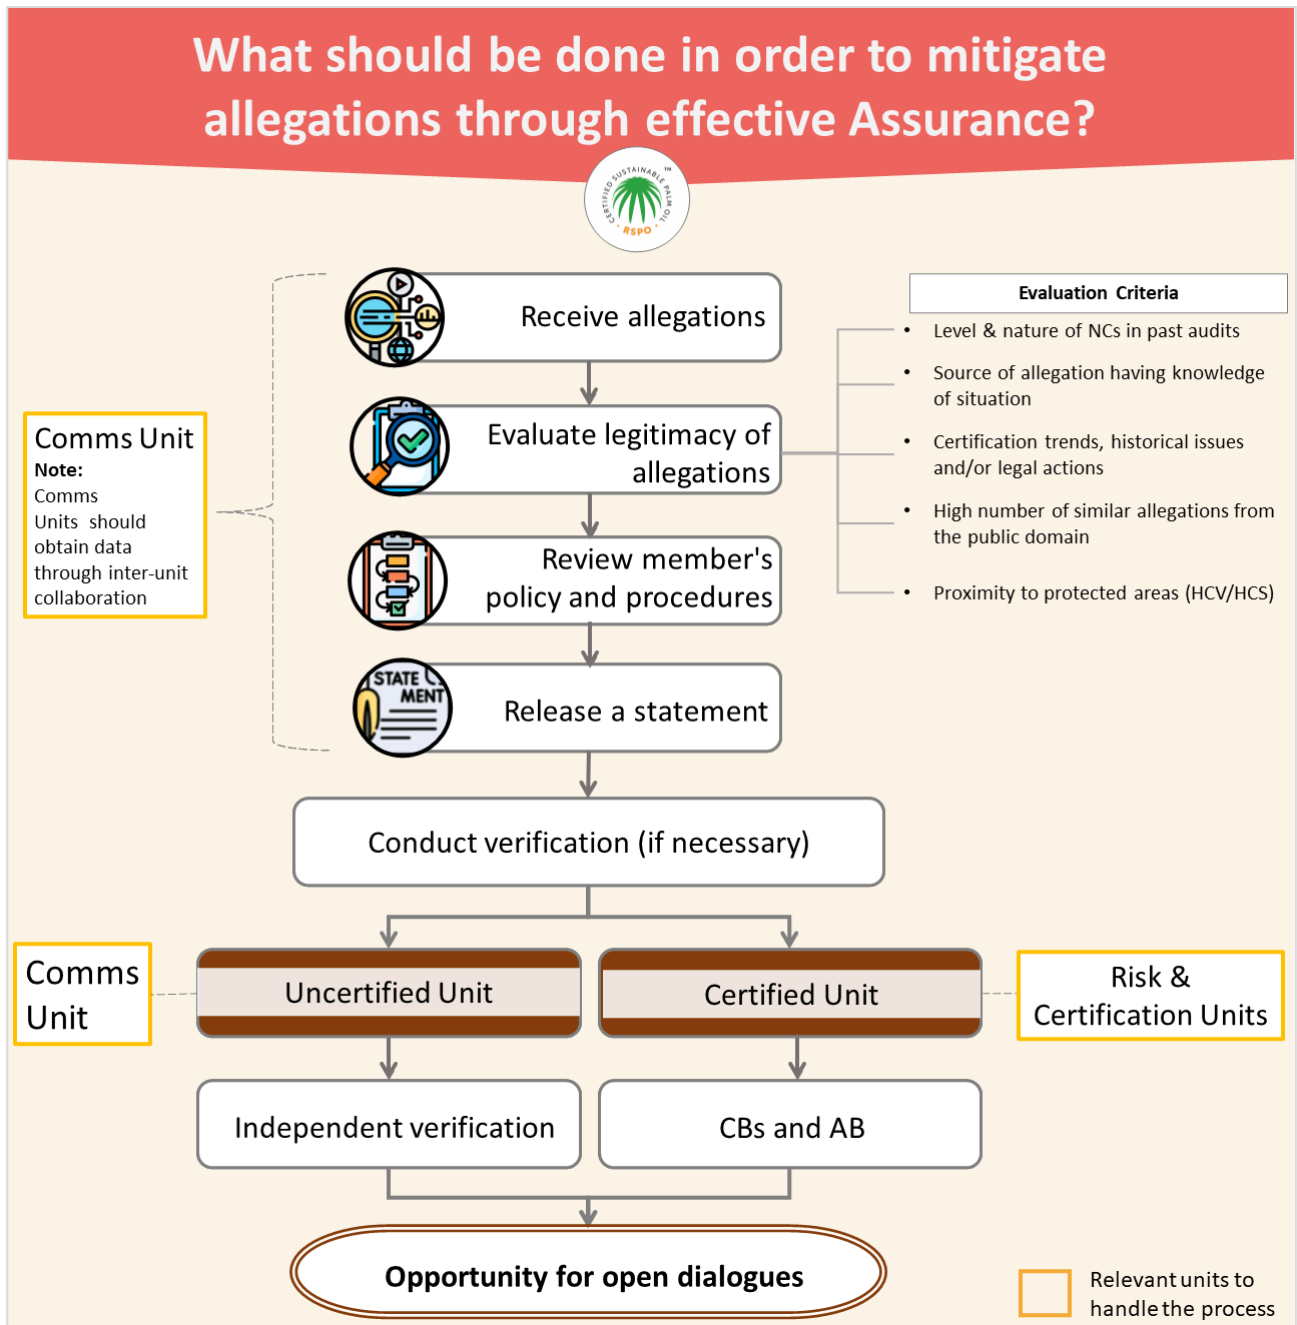 What should be done in order to mitigate
allegations through effective Assurance?
CERTIFIED SUSTAINABLE PALM OIL ™
· RSPO ·
Receive allegations
Evaluate legitimacy of
allegations
Review member's
policy and procedures
STATE
MENT
Release a statement
Evaluation Criteria
• Level & nature of NCs in past audits
• Source of allegation having knowledge
of situation
• Certification trends, historical issues
and/or legal actions
• High number of similar allegations from
the public domain
• Proximity to protected areas (HCV/HCS)
Comms Unit
Note:
Comms
Units should
obtain data
through inter-unit
collaboration
Conduct verification (if necessary)
Comms
Unit
Uncertified Unit
Certified Unit
Risk &
Certification Units
Independent verification
CBs and AB
Opportunity for open dialogues
Relevant units to
handle the process